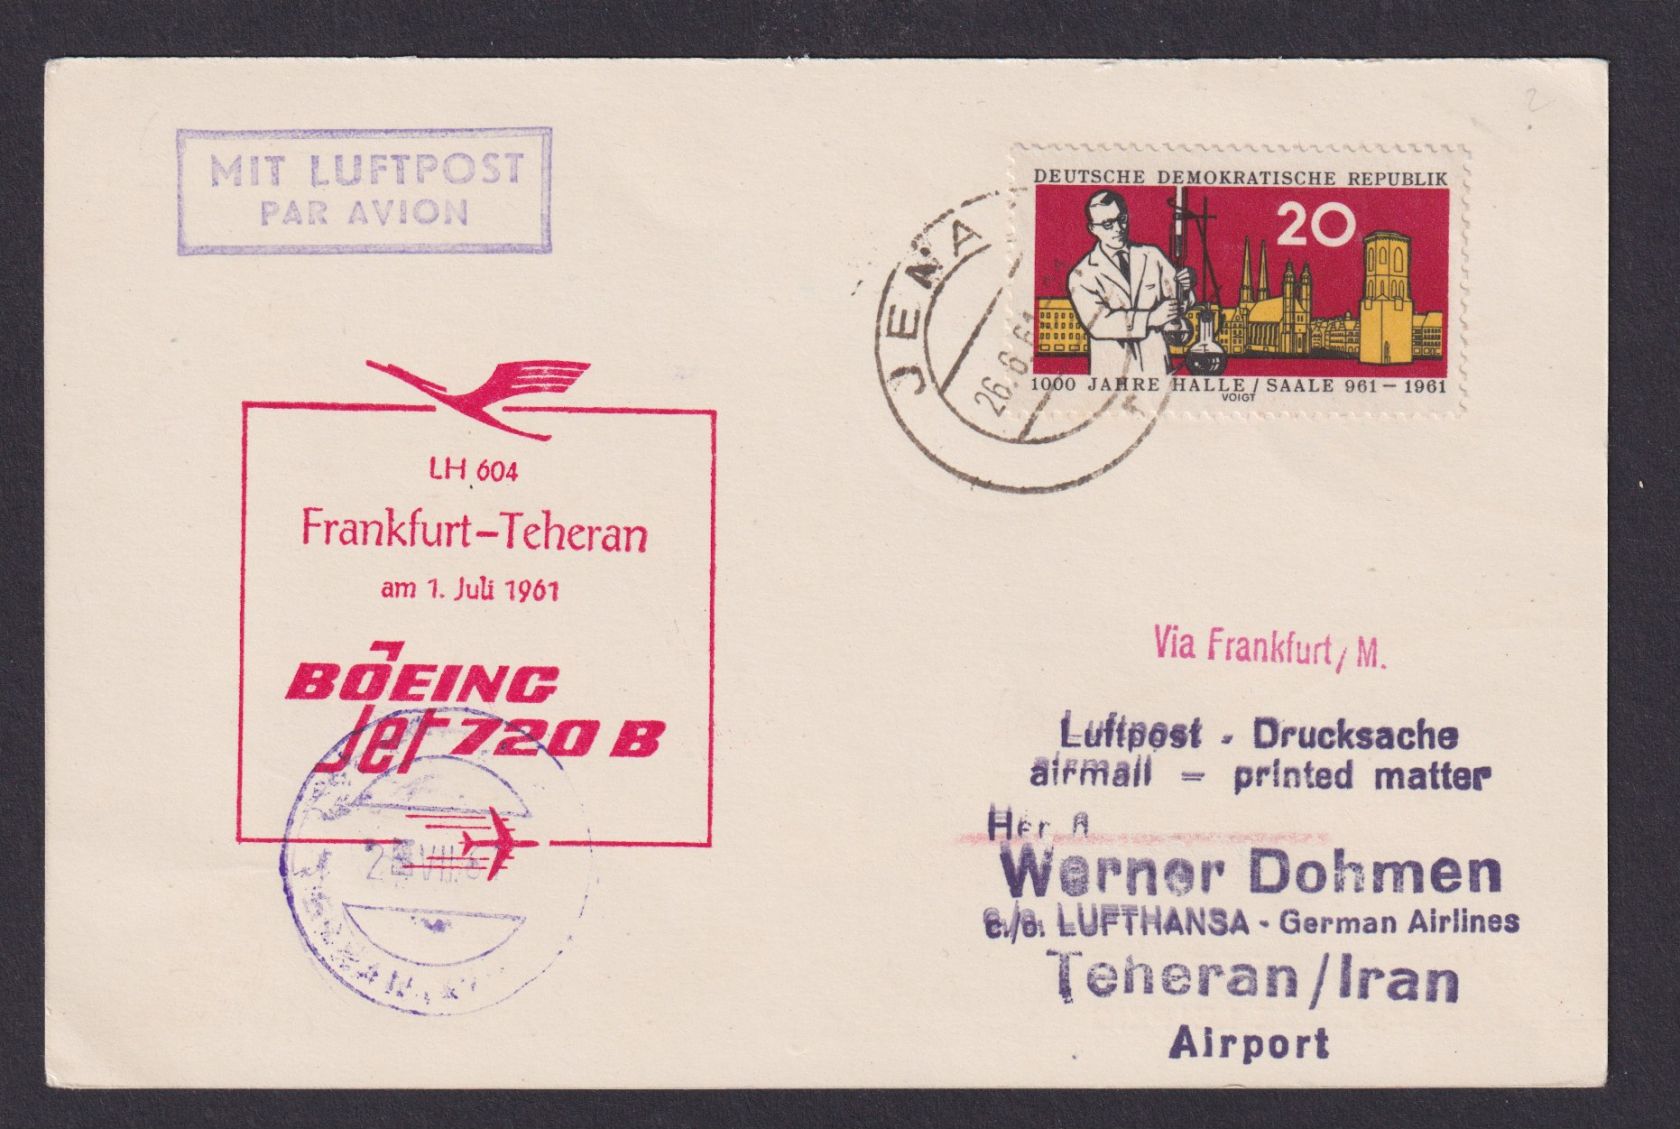 MIT LUFTPOST
PAR AVION
DEUTSCHE DEMOKRATISCHE REPUBLIK
20
1000 JAHRE HALLE/SAALE 961-1961
VOIGT
JENA
26.6.61
LH 604
Frankfurt-Teheran
am 1. Juli 1961
BOEING
Jet 720 B
Via Frankfurt/M.
Luftpost - Drucksache
airmail - printed matter
Herrn
Werner Dohmen
c./o. LUFTHANSA - German Airlines
Teheran/Iran
Airport
2